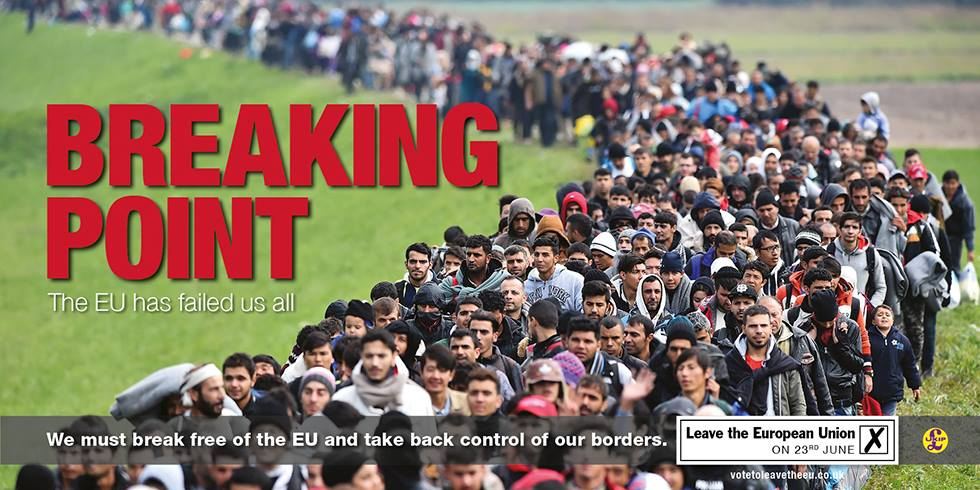 BREAKING
POINT
The EU has failed us all
We must break free of the EU and take back control of our borders.
Leave the European Union X
ON 23RD JUNE
UKIP
votetoleavetheeu.co.uk